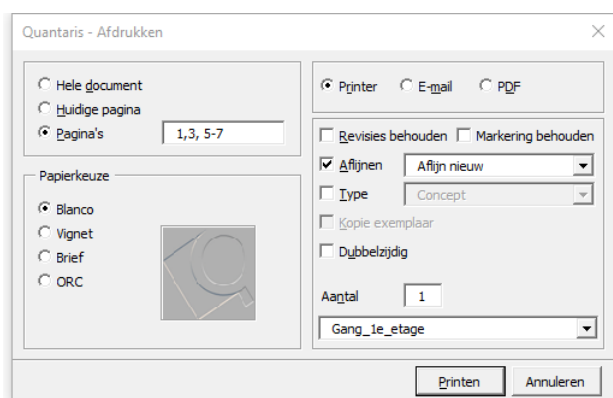 Quantaris - Afdrukken
Hele document
Huidige pagina
Pagina's 1,3, 5-7
Papierkeuze
Blanco
Vignet
Brief
ORC
Printer E-mail PDF
Revisies behouden Markering behouden
Aflijnen Aflijn nieuw
Type Concept
Kopie exemplaar
Dubbelzijdig
Aantal 1
Gang_1e_etage
Printen Annuleren